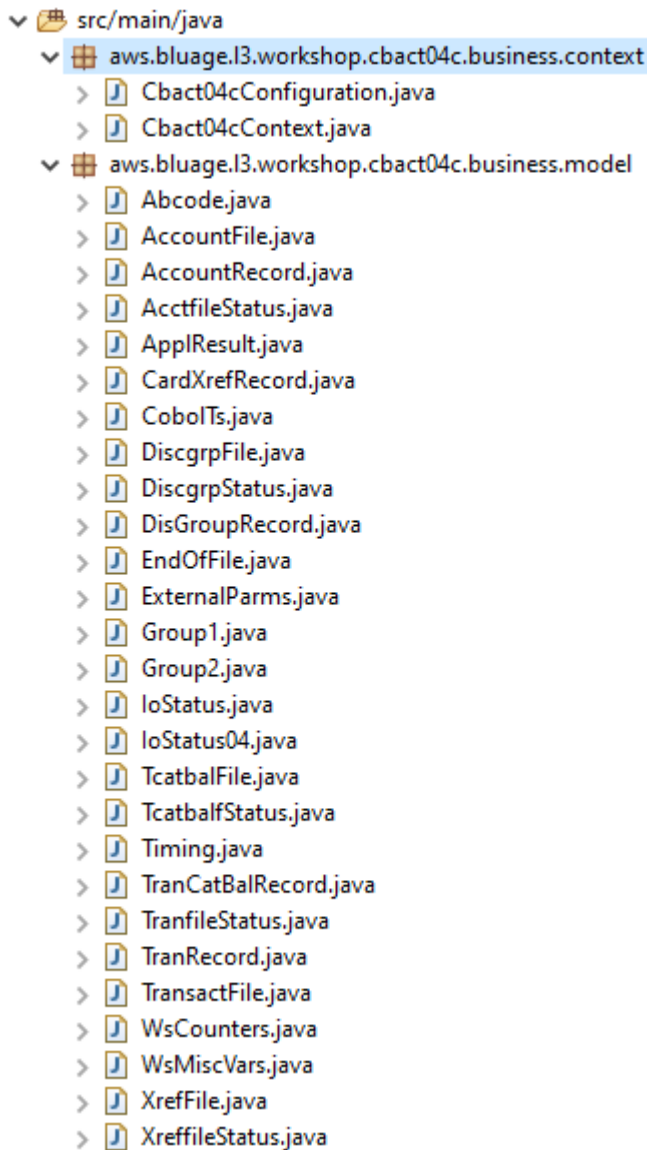 src/main/java
aws.bluage.l3.workshop.cbact04c.business.context
Cbact04cConfiguration.java
Cbact04cContext.java
aws.bluage.l3.workshop.cbact04c.business.model
Abcode.java
AccountFile.java
AccountRecord.java
AcctfileStatus.java
ApplResult.java
CardXrefRecord.java
CobolTs.java
DiscgrpFile.java
DiscgrpStatus.java
DisGroupRecord.java
EndOfFile.java
ExternalParms.java
Group1.java
Group2.java
IoStatus.java
IoStatus04.java
TcatbalFile.java
TcatbalfStatus.java
Timing.java
TranCatBalRecord.java
TranfileStatus.java
TranRecord.java
TransactFile.java
WsCounters.java
WsMiscVars.java
XrefFile.java
XreffileStatus.java